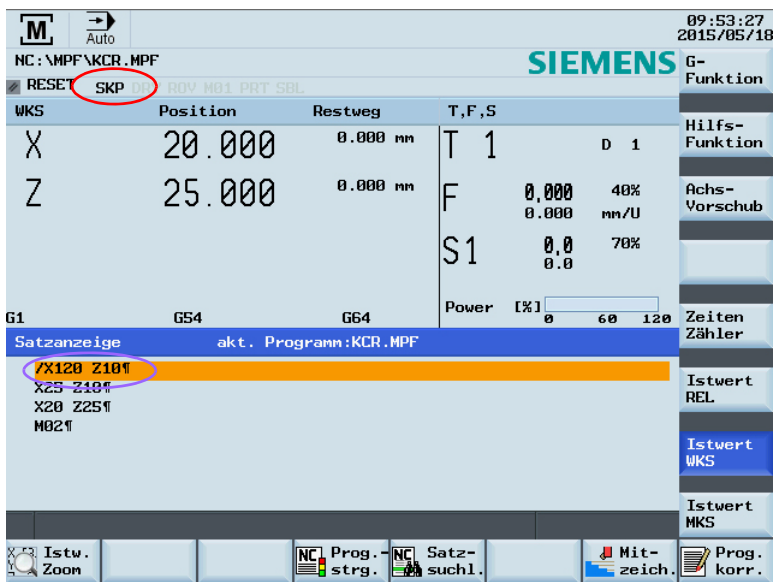 M Auto
09:53:27
2015/05/18
NC:\MPF\KCR.MPF
SIEMENS
RESET SKP DRY ROV M01 PRT SBL
WKS Position Restweg T,F,S
X 20.000 0.000 mm T 1 D 1
Z 25.000 0.000 mm F 0.000 40%
0.000 mm/U
S1 0.0 70%
0.0
Power [%] 0 60 120
G1 G54 G64
Satzanzeige akt. Programm:KCR.MPF
/X120 Z10¶
X25 Z10¶
X20 Z25¶
M02¶
G-
Funktion
Hilfs-
Funktion
Achs-
Vorschub
Zeiten
Zähler
Istwert
REL
Istwert
WKS
Istwert
MKS
Istw.
Zoom
NC Prog.-
strg.
NC Satz-
suchl.
Mit-
zeich.
Prog.
korr.